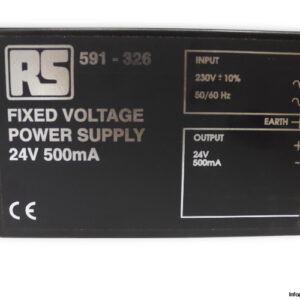 RS 591 - 326
FIXED VOLTAGE
POWER SUPPLY
24V 500mA
CE
INPUT
230V ± 10%
50/60 Hz
EARTH
OUTPUT
24V
500mA